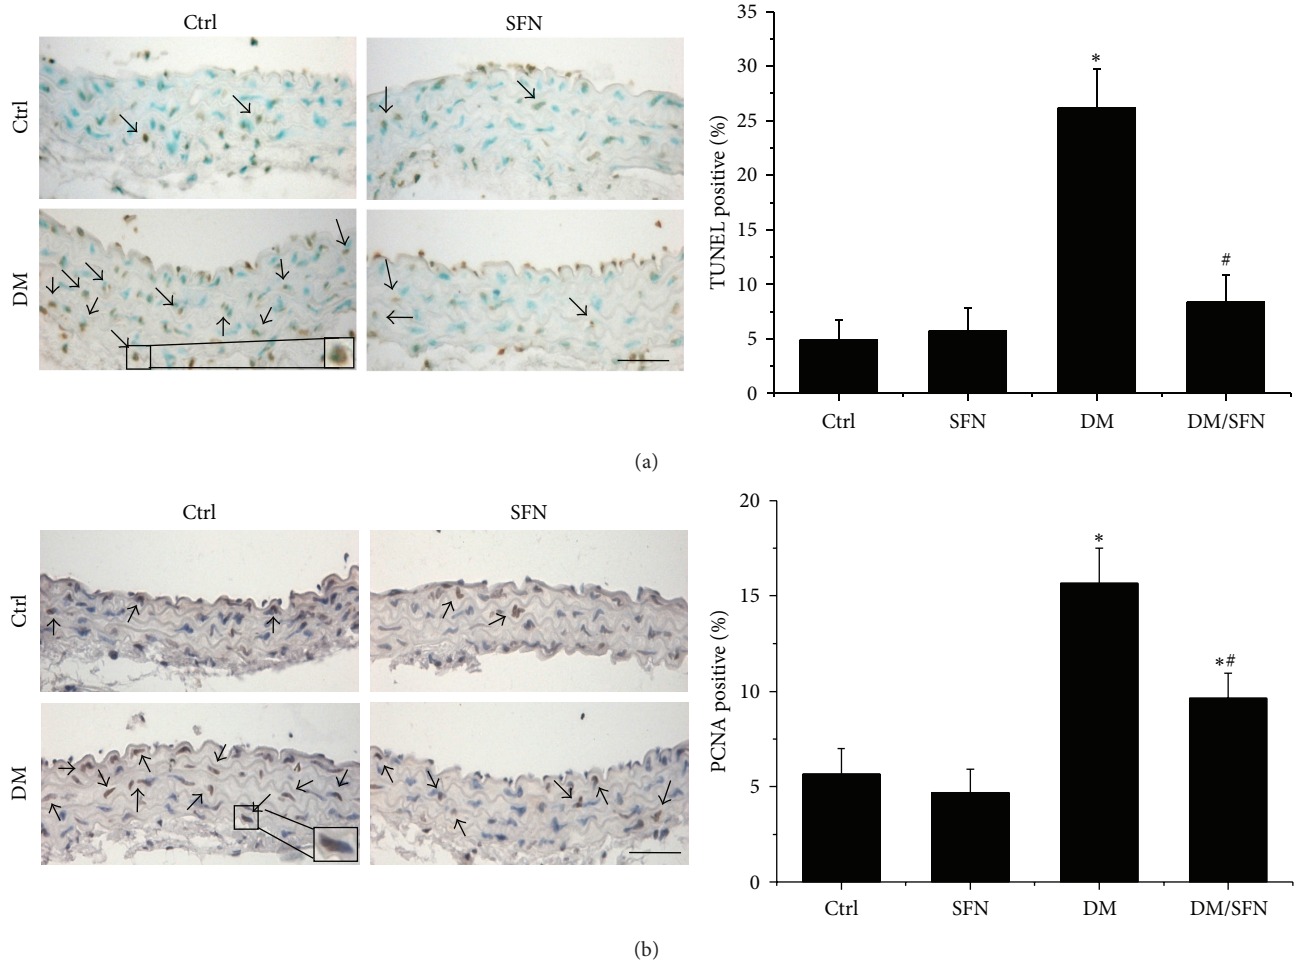 Ctrl SFN
Ctrl
DM
35
30
25
20
15
10
5
0
TUNEL positive (%)
*
#
Ctrl SFN DM DM/SFN
(a)
Ctrl SFN
Ctrl
DM
20
15
10
5
0
PCNA positive (%)
*
*#
Ctrl SFN DM DM/SFN
(b)